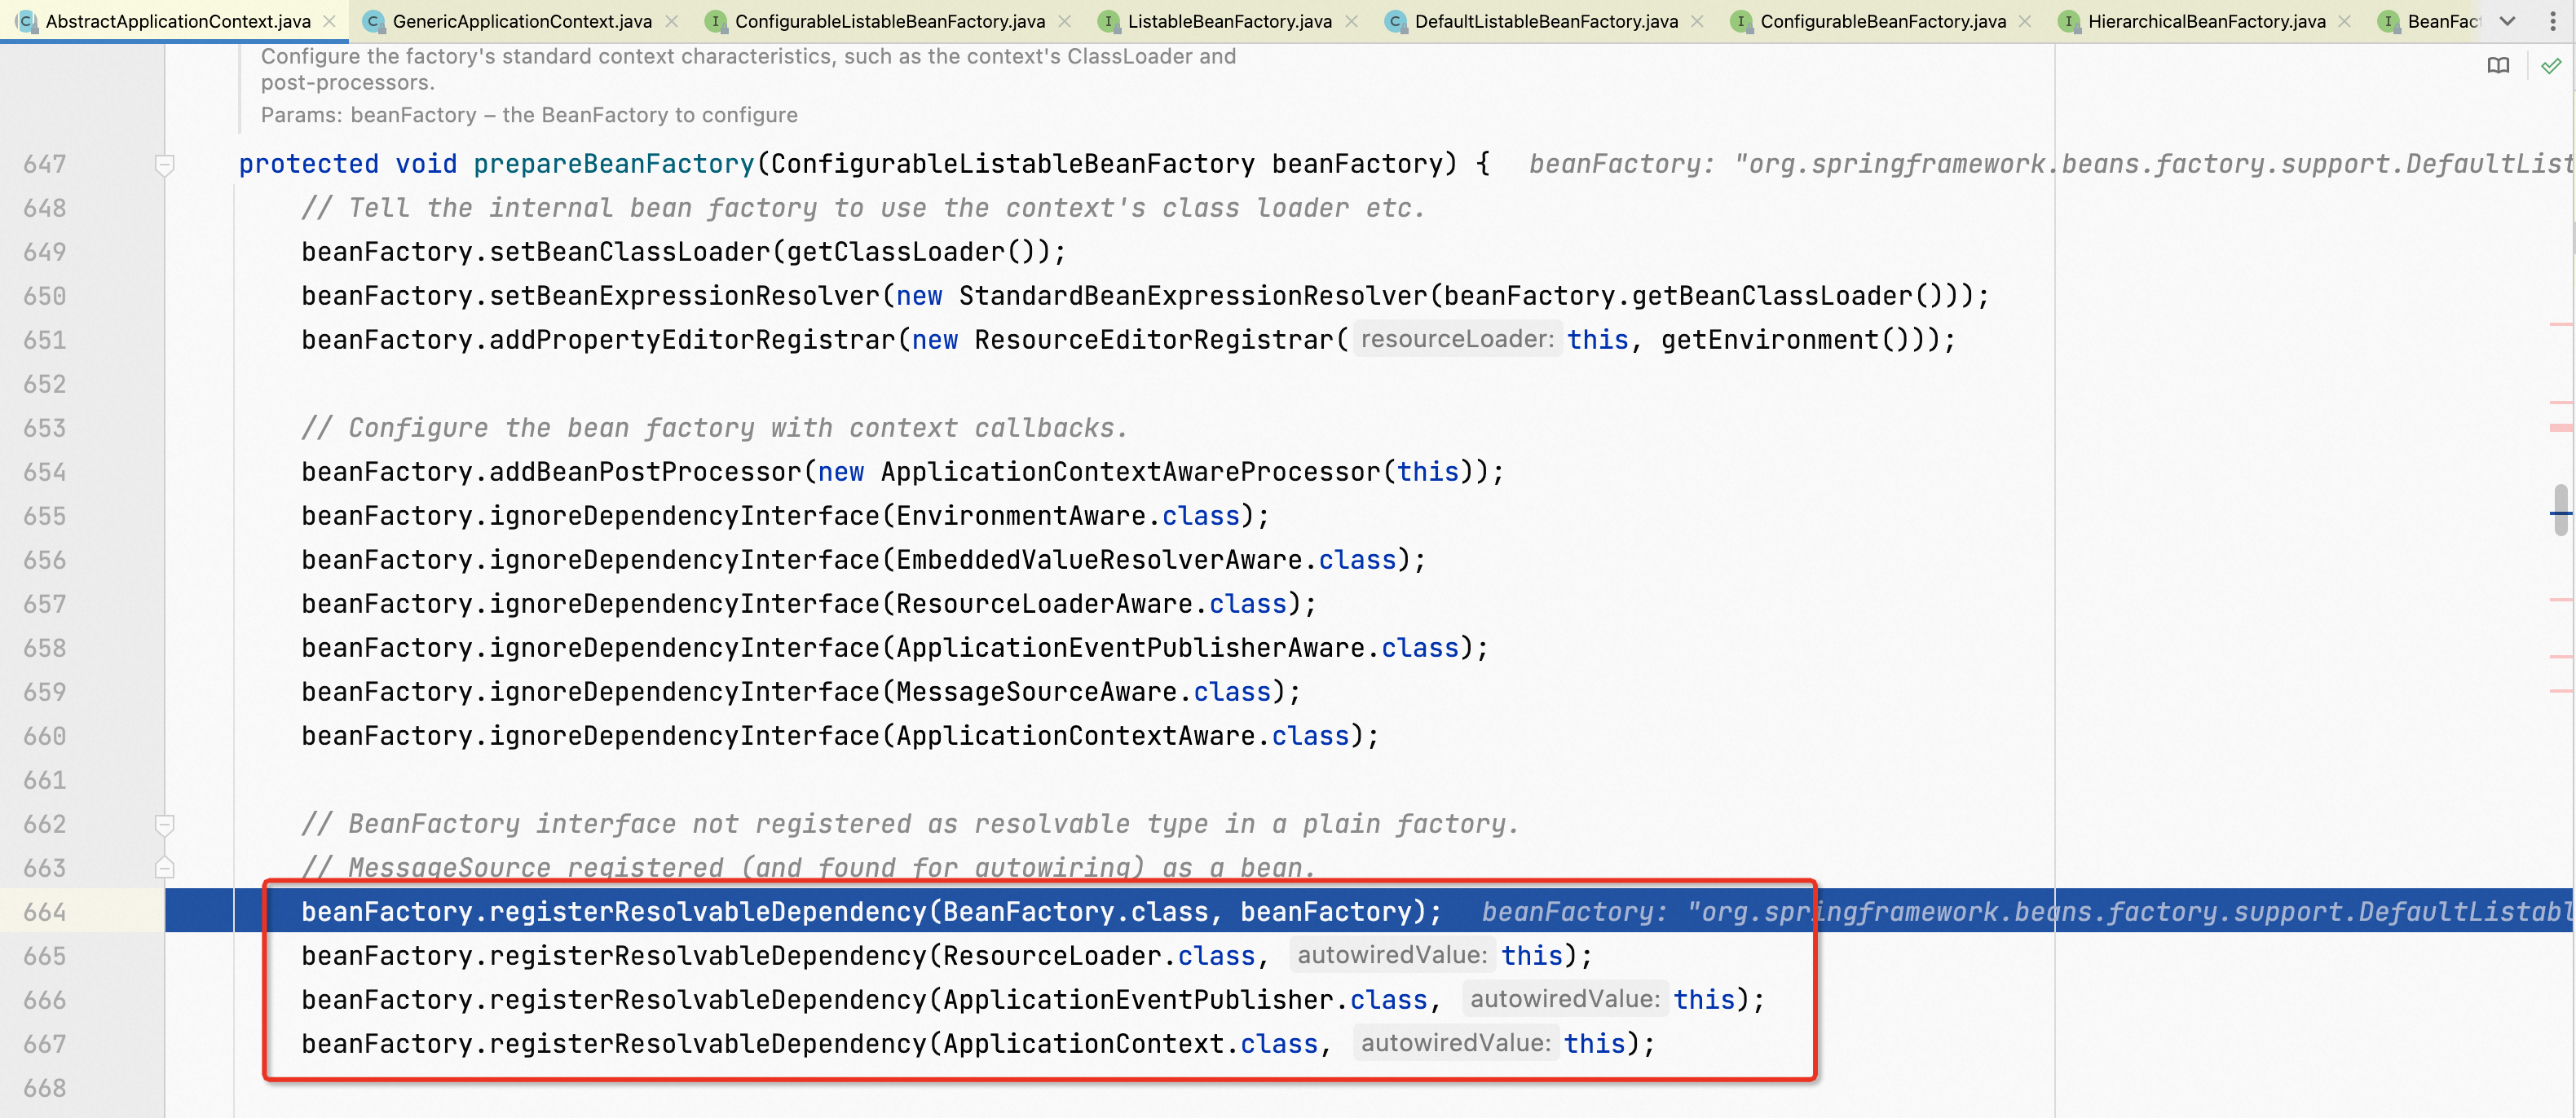 AbstractApplicationContext.java GenericApplicationContext.java ConfigurableListableBeanFactory.java ListableBeanFactory.java DefaultListableBeanFactory.java ConfigurableBeanFactory.java HierarchicalBeanFactory.java BeanFact
Configure the factory's standard context characteristics, such as the context's ClassLoader and
post-processors.
Params: beanFactory – the BeanFactory to configure
647 protected void prepareBeanFactory(ConfigurableListableBeanFactory beanFactory) { beanFactory: "org.springframework.beans.factory.support.DefaultList
648 // Tell the internal bean factory to use the context's class loader etc.
649 beanFactory.setBeanClassLoader(getClassLoader());
650 beanFactory.setBeanExpressionResolver(new StandardBeanExpressionResolver(beanFactory.getBeanClassLoader()));
651 beanFactory.addPropertyEditorRegistrar(new ResourceEditorRegistrar( resourceLoader: this, getEnvironment()));
652
653 // Configure the bean factory with context callbacks.
654 beanFactory.addBeanPostProcessor(new ApplicationContextAwareProcessor(this));
655 beanFactory.ignoreDependencyInterface(EnvironmentAware.class);
656 beanFactory.ignoreDependencyInterface(EmbeddedValueResolverAware.class);
657 beanFactory.ignoreDependencyInterface(ResourceLoaderAware.class);
658 beanFactory.ignoreDependencyInterface(ApplicationEventPublisherAware.class);
659 beanFactory.ignoreDependencyInterface(MessageSourceAware.class);
660 beanFactory.ignoreDependencyInterface(ApplicationContextAware.class);
661
662 // BeanFactory interface not registered as resolvable type in a plain factory.
663 // MessageSource registered (and found for autowiring) as a bean.
664 beanFactory.registerResolvableDependency(BeanFactory.class, beanFactory); beanFactory: "org.springframework.beans.factory.support.DefaultListabl
665 beanFactory.registerResolvableDependency(ResourceLoader.class, autowiredValue: this);
666 beanFactory.registerResolvableDependency(ApplicationEventPublisher.class, autowiredValue: this);
667 beanFactory.registerResolvableDependency(ApplicationContext.class, autowiredValue: this);
668